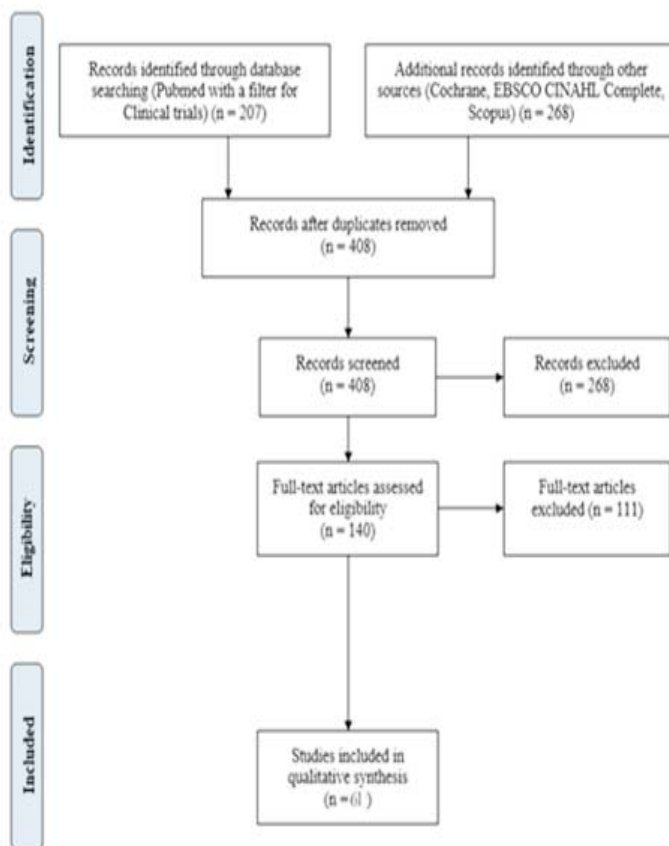 Identification
Records identified through database
searching (Pubmed with a filter for
Clinical trials) (n = 207)
Additional records identified through other
sources (Cochrane, EBSCO CINAHL Complete,
Scopus) (n = 268)
Records after duplicates removed
(n = 408)
Screening
Records screened
(n = 408)
Records excluded
(n = 268)
Eligibility
Full-text articles assessed
for eligibility
(n = 140)
Full-text articles
excluded (n = 111)
Included
Studies included in
qualitative synthesis
(n = 61 )